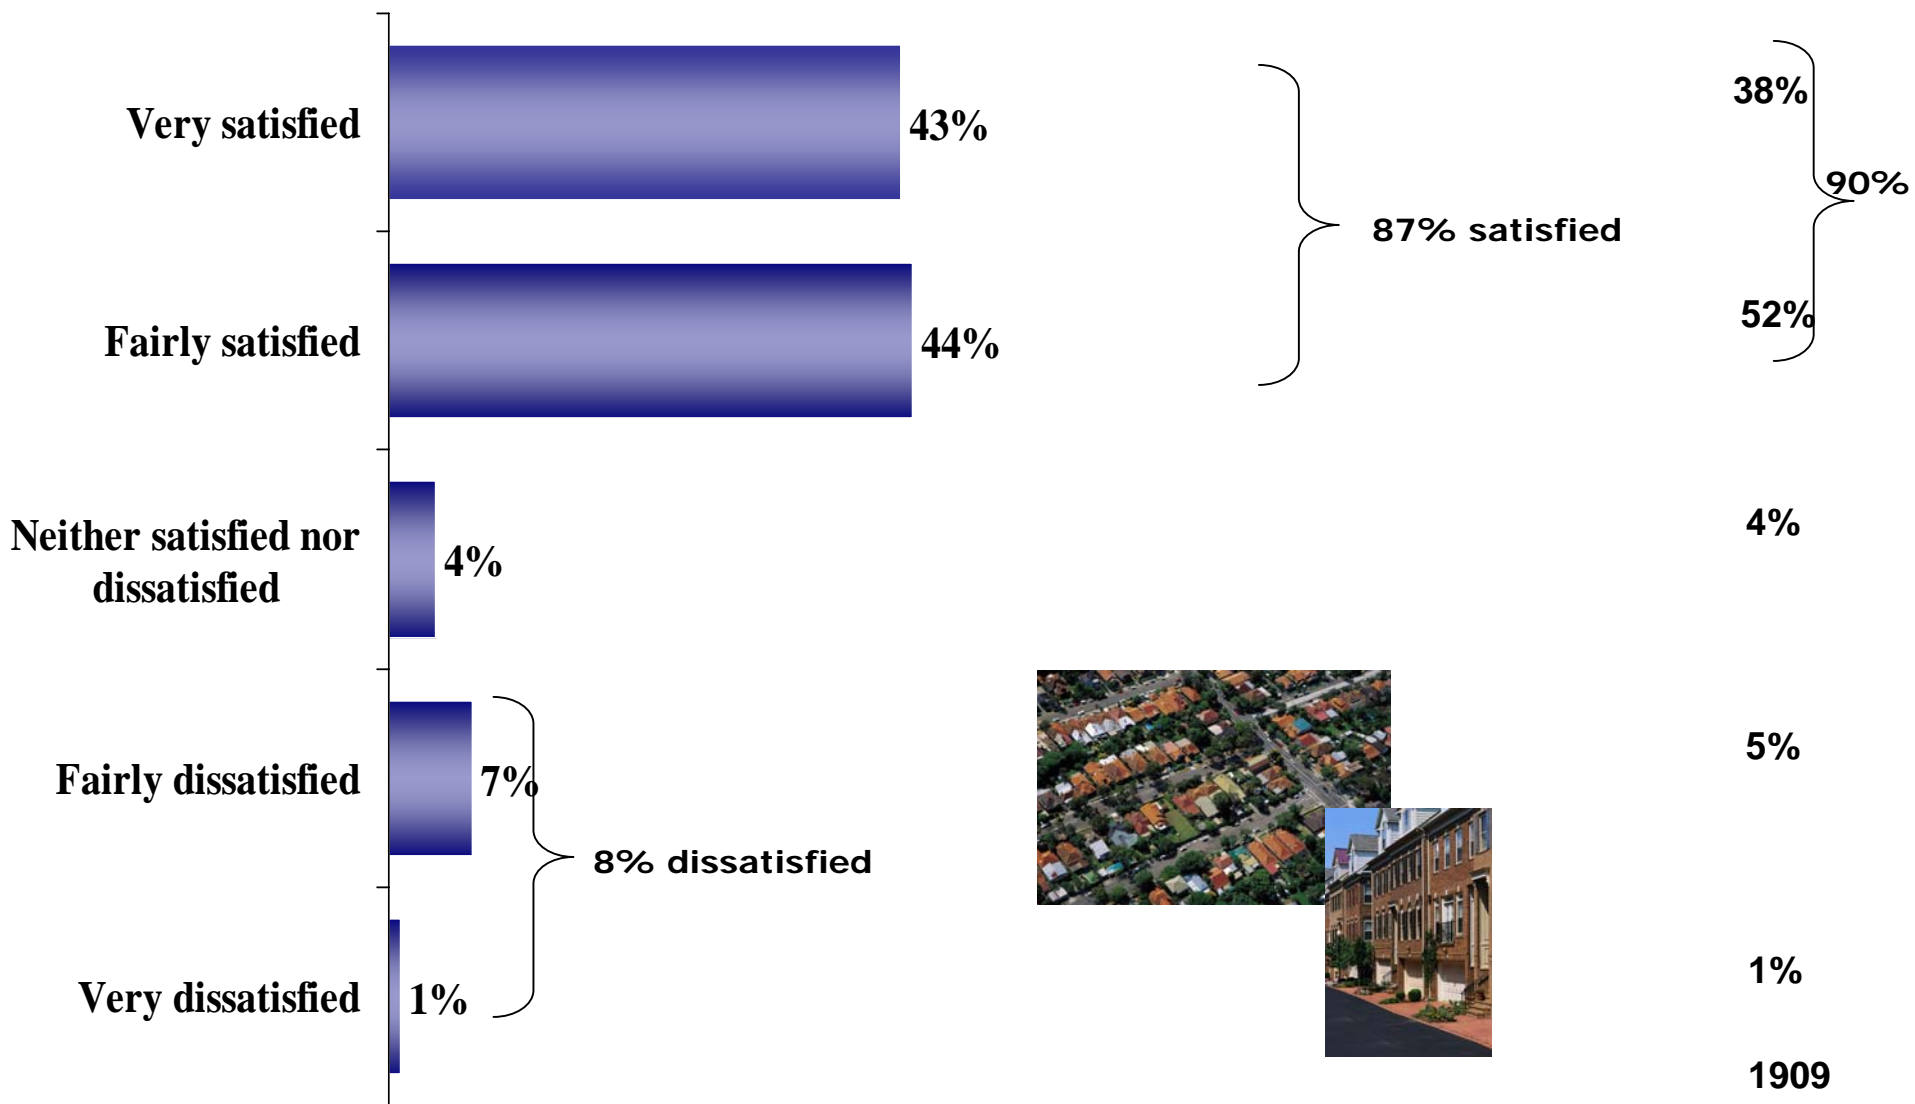 Very satisfied
43%
38%
90%
87% satisfied
Fairly satisfied
44%
52%
Neither satisfied nor
dissatisfied
4%
4%
Fairly dissatisfied
7%
5%
8% dissatisfied
Very dissatisfied
1%
1%
1909